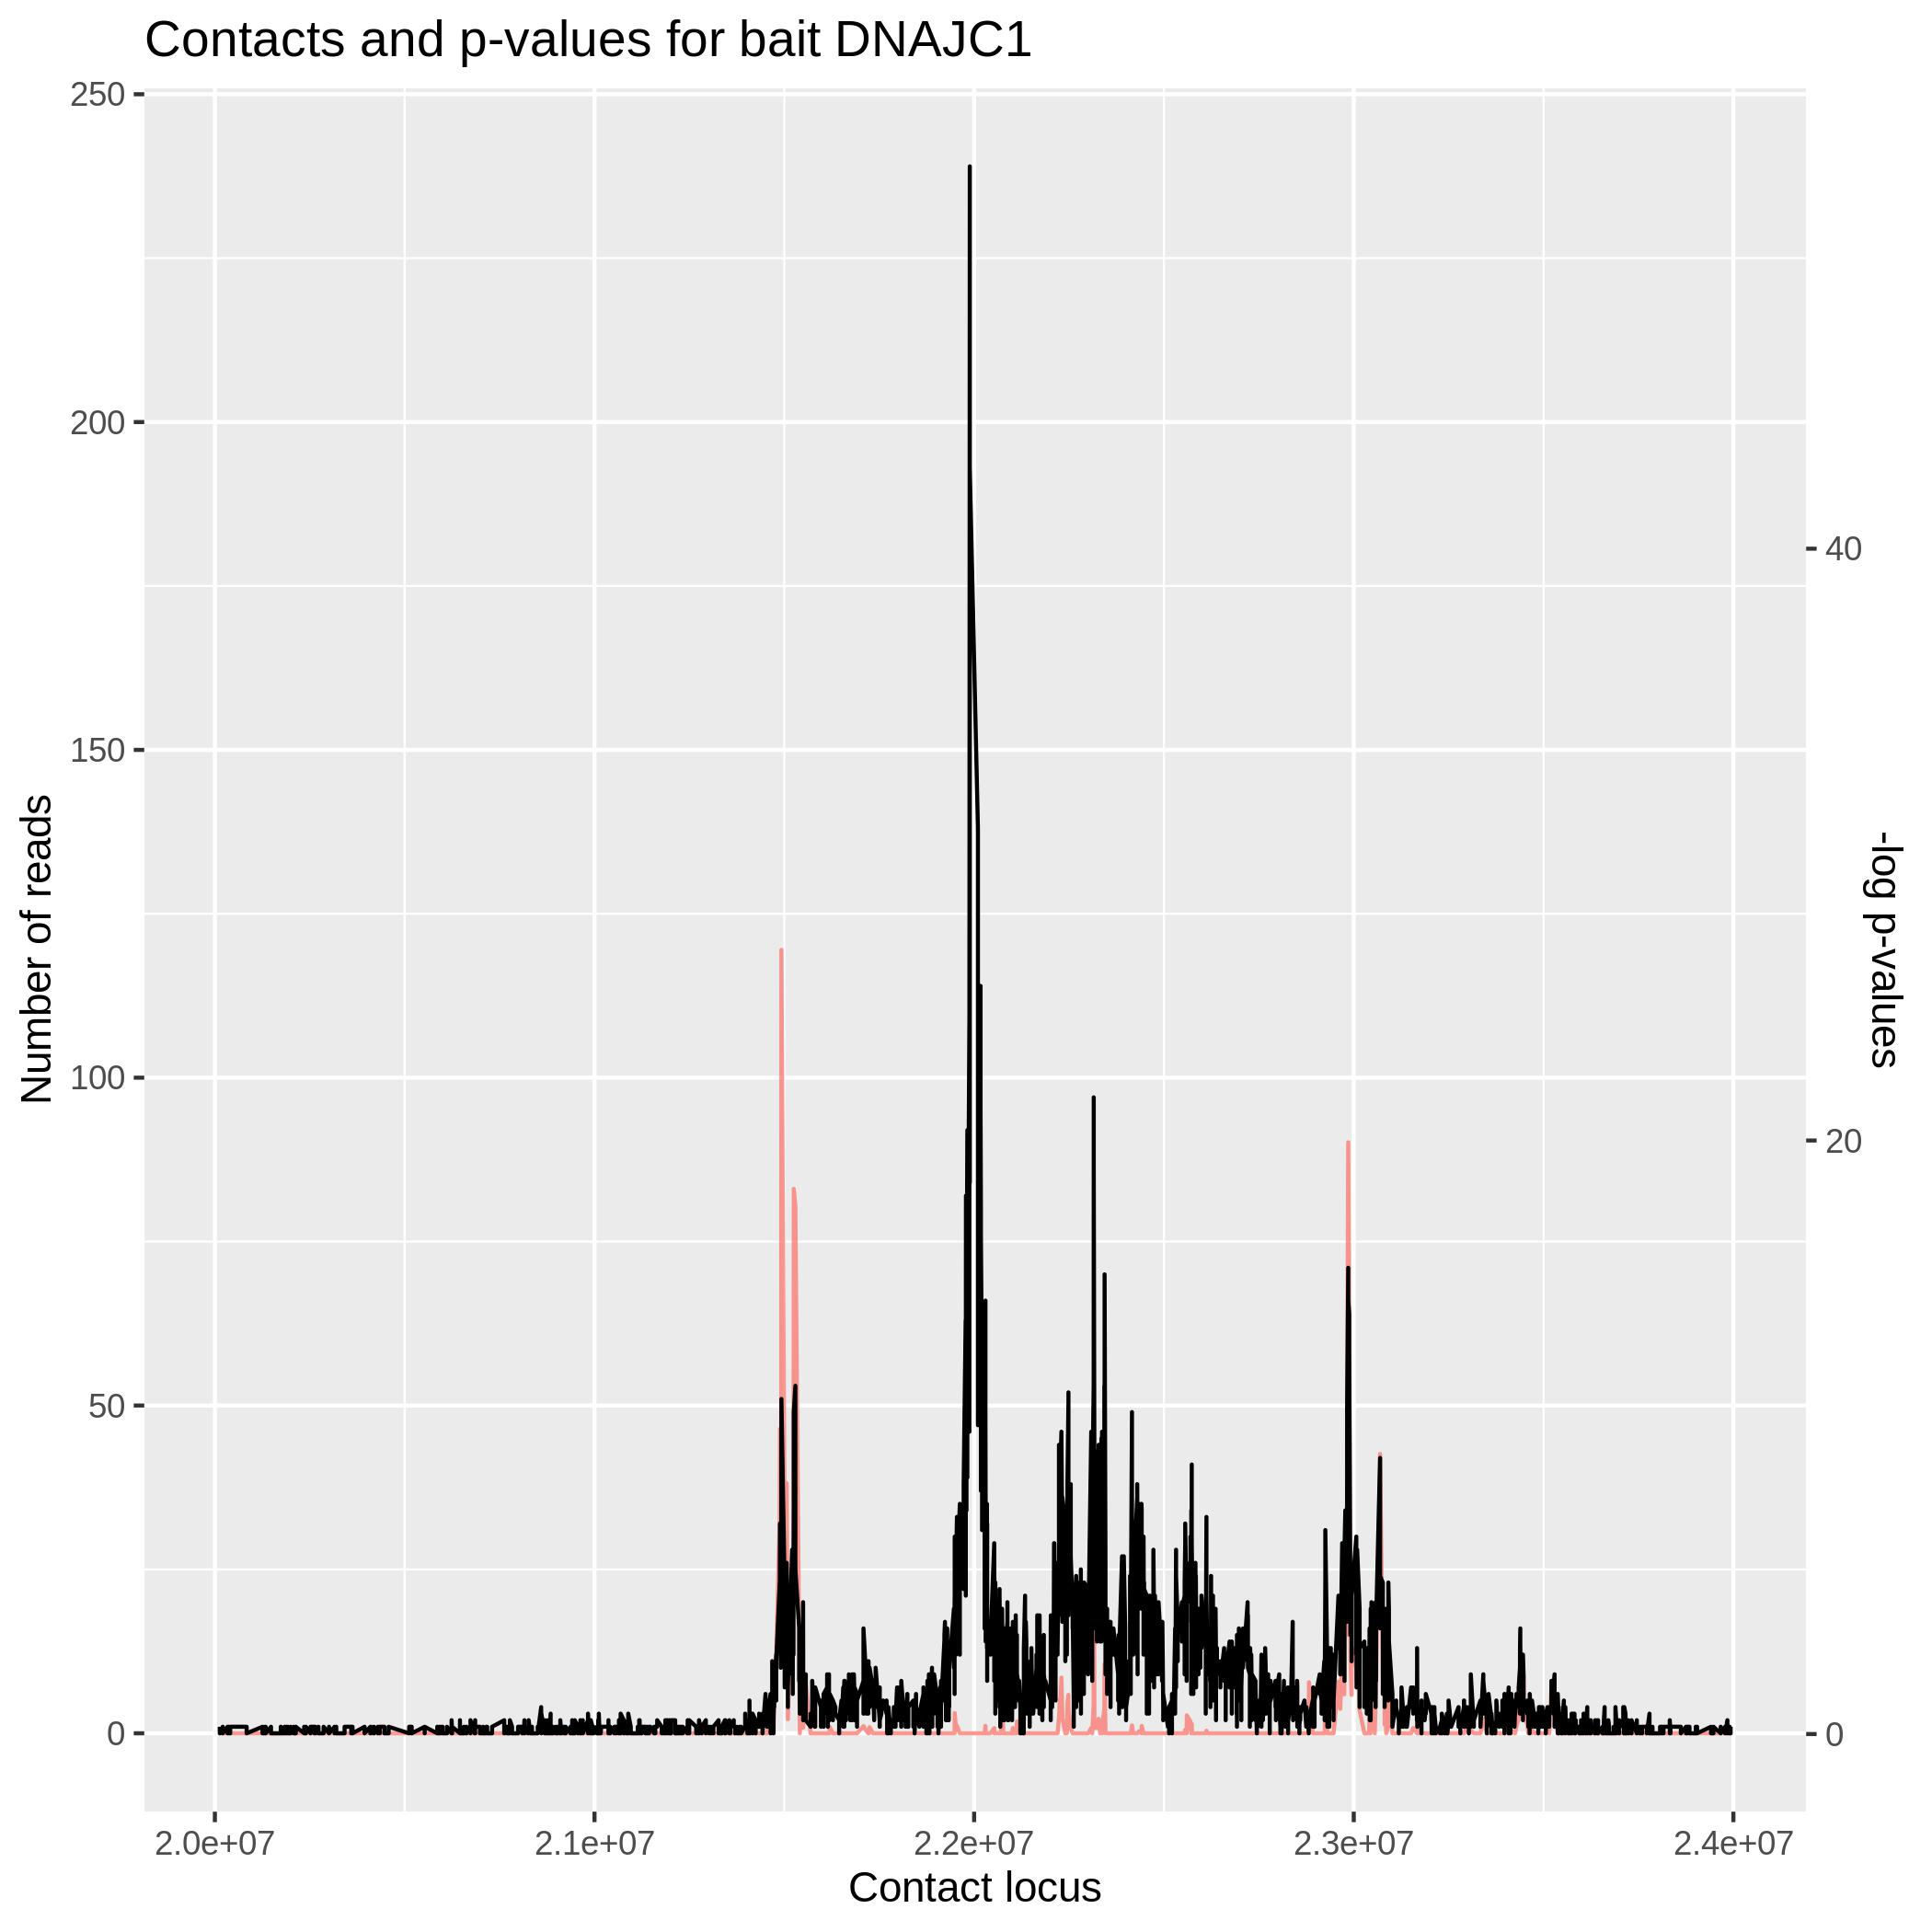 Contacts and p-values for bait DNAJC1
250
200
150
100
50
0
Number of reads
40
20
0
-log p-values
2.0e+07 2.1e+07 2.2e+07 2.3e+07 2.4e+07
Contact locus